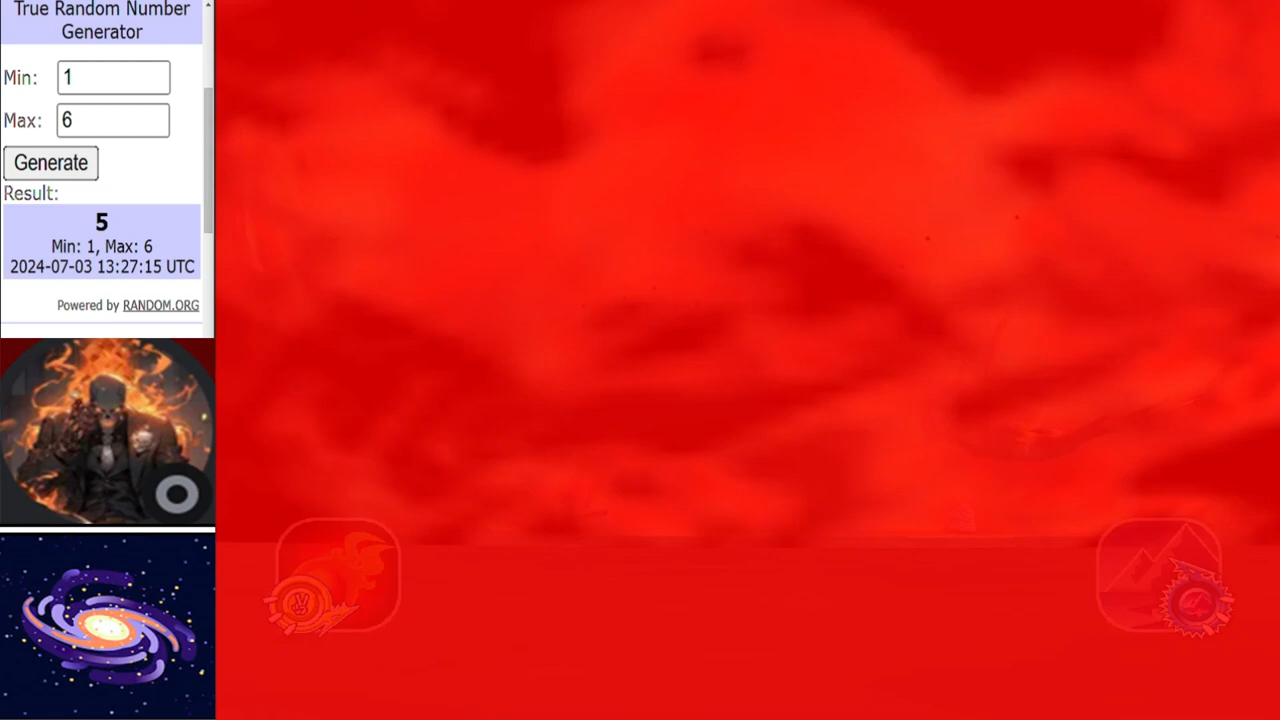 True Random Number
Generator
Min: 1
Max: 6
Generate
Result:
5
Min: 1, Max: 6
2024-07-03 13:27:15 UTC
Powered by RANDOM.ORG